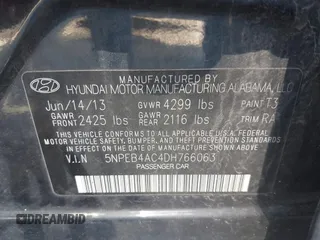 HYUNDAI MOTOR MANUFACTURING ALABAMA, LLC
Jun/14/13 GVWR 4299 lbs PAINT T3
GAWR FRONT 2425 lbs GAWR REAR 2116 lbs TRIM RA
THIS VEHICLE CONFORMS TO ALL APPLICABLE FEDERAL MOTOR VEHICLE SAFETY, BUMPER, AND THEFT PREVENTION STANDARDS IN EFFECT ON THE DATE OF MANUFACTURE SHOWN ABOVE.
V.I.N 5NPEB4AC4DH766063
PASSENGER CAR
DREAMBID